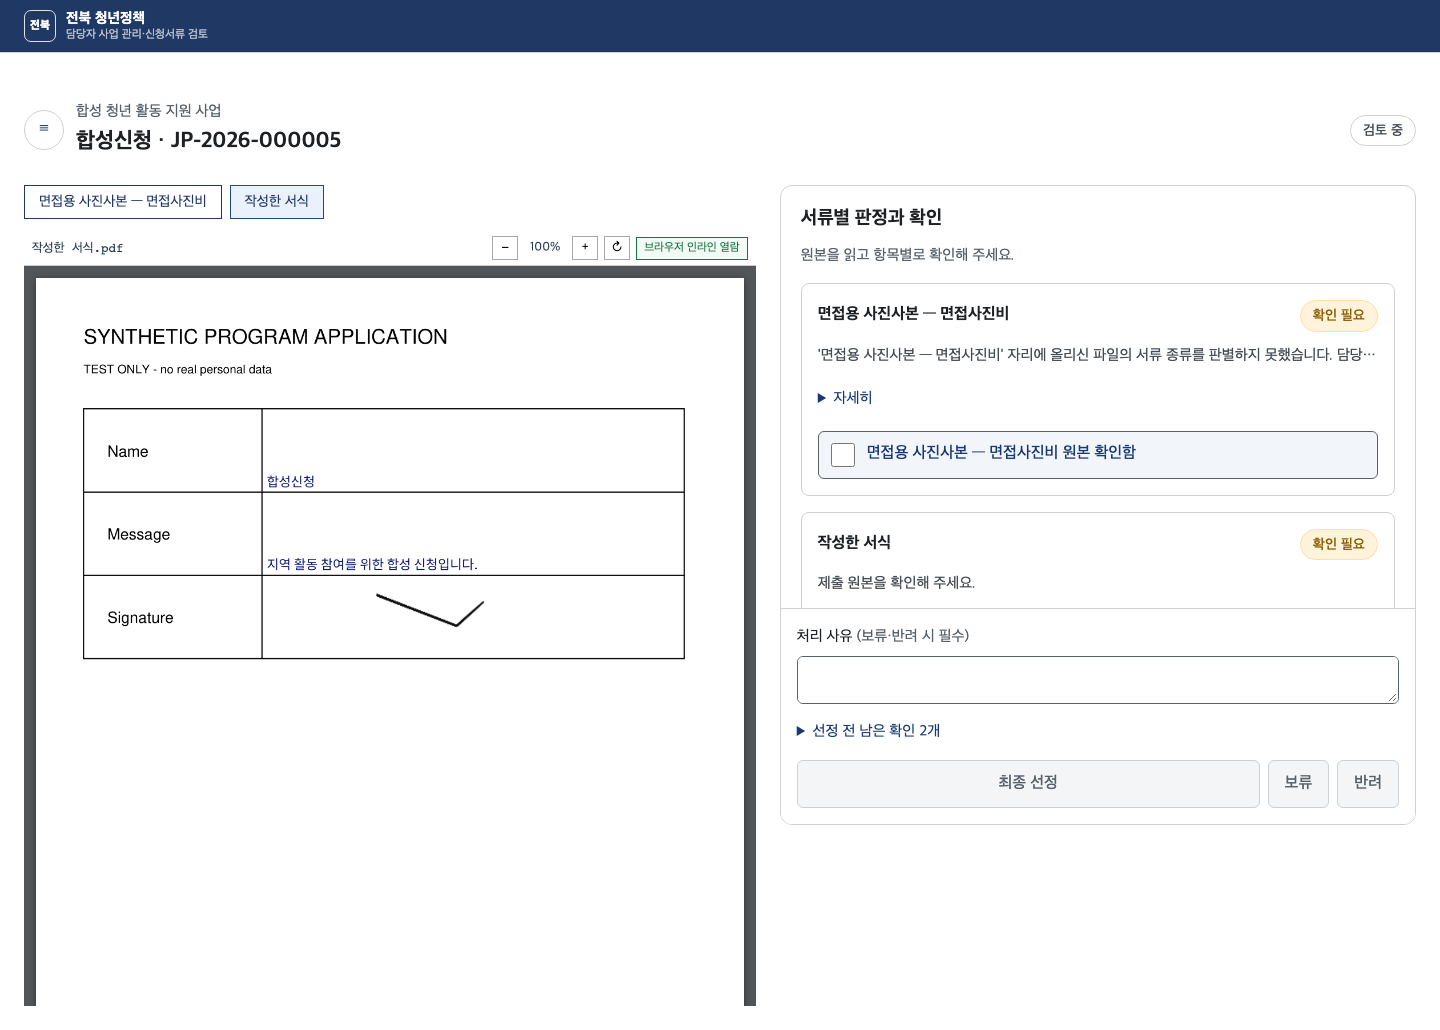 전북
전북 청년정책
담당자 사업 관리·신청서류 검토
합성 청년 활동 지원 사업
합성신청 · JP-2026-000005
검토 중
면접용 사진사본 — 면접사진비
작성한 서식
작성한 서식.pdf
− 100% + ↻ 브라우저 인라인 열람
SYNTHETIC PROGRAM APPLICATION
TEST ONLY - no real personal data
Name
합성신청
Message
지역 활동 참여를 위한 합성 신청입니다.
Signature
서류별 판정과 확인
원본을 읽고 항목별로 확인해 주세요.
면접용 사진사본 — 면접사진비
확인 필요
'면접용 사진사본 — 면접사진비' 자리에 올리신 파일의 서류 종류를 판별하지 못했습니다. 담당…
▶ 자세히
면접용 사진사본 — 면접사진비 원본 확인함
작성한 서식
확인 필요
제출 원본을 확인해 주세요.
처리 사유 (보류·반려 시 필수)
▶ 선정 전 남은 확인 2개
최종 선정
보류
반려